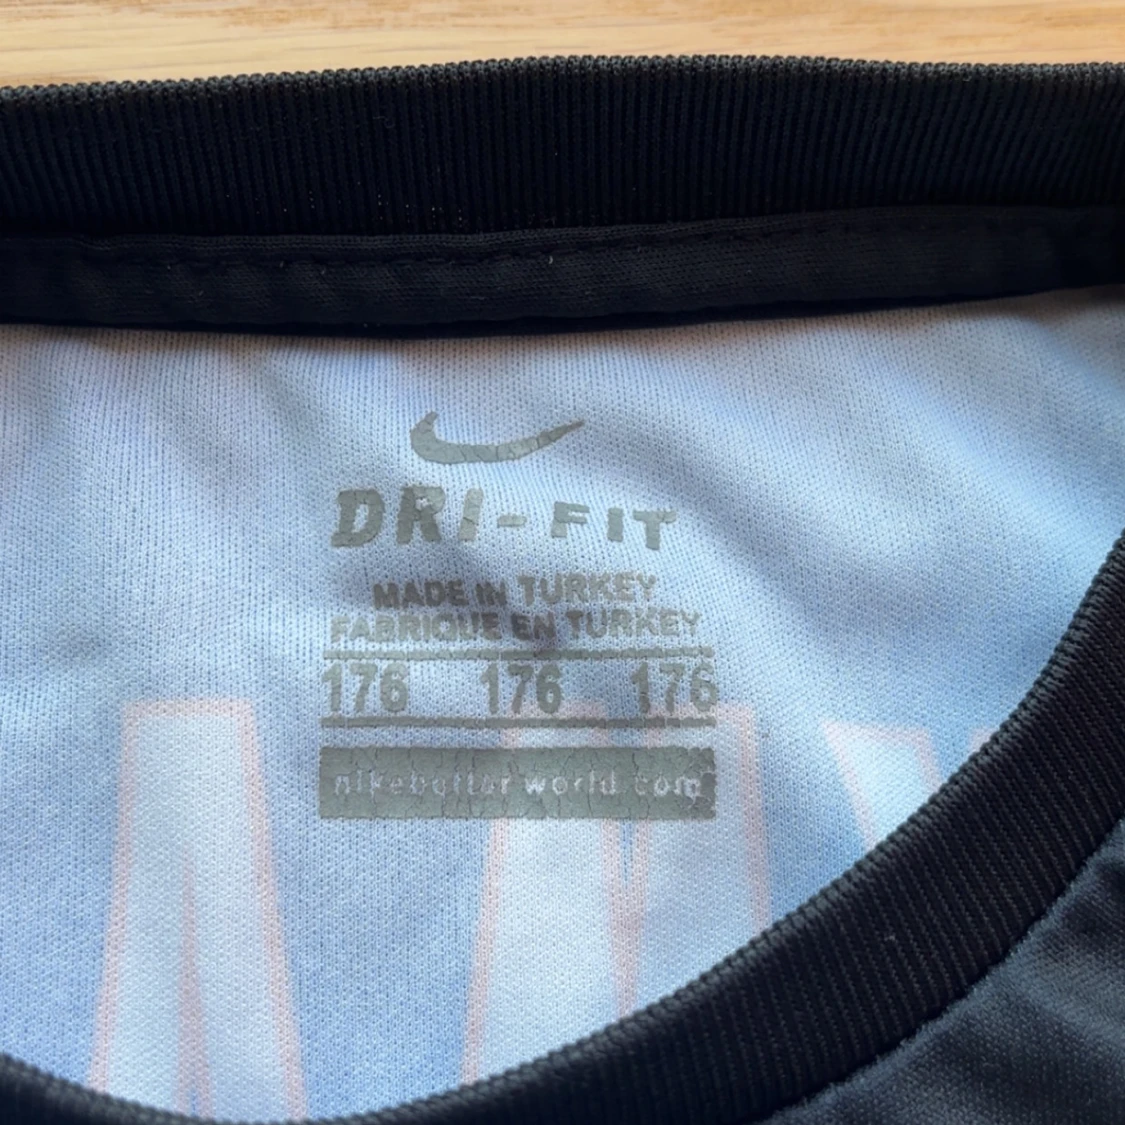 DRI-FIT
MADE IN TURKEY
FABRIQUE EN TURKEY
176 176 176
nikebetterworld.com